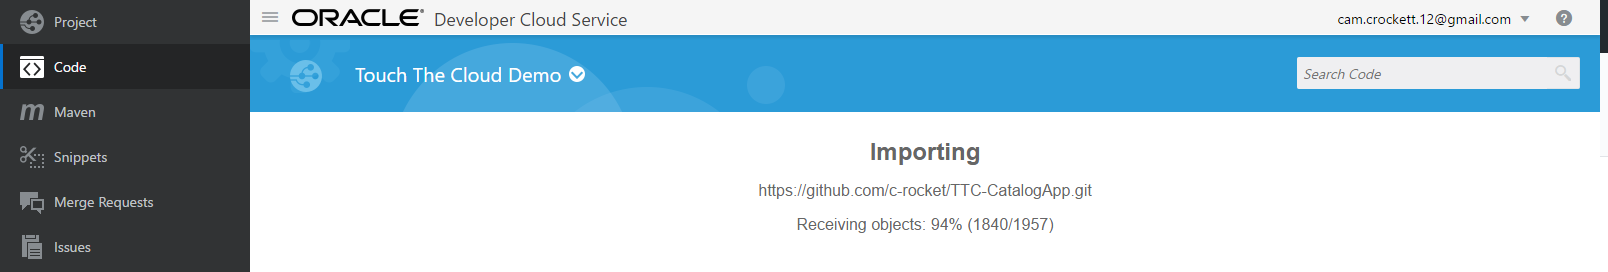 Project
Code
Maven
Snippets
Merge Requests
Issues
ORACLE® Developer Cloud Service
cam.crockett.12@gmail.com
Touch The Cloud Demo
Search Code
Importing
https://github.com/c-rocket/TTC-CatalogApp.git
Receiving objects: 94% (1840/1957)